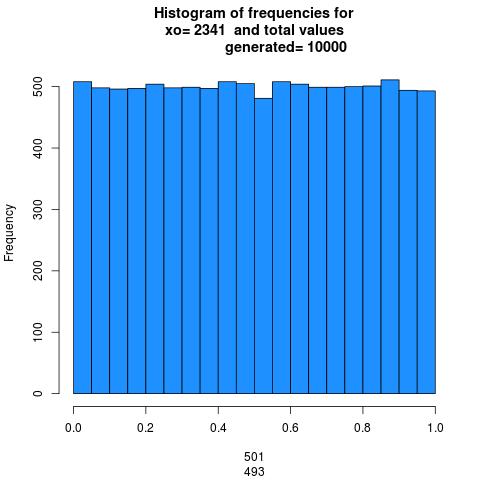 Histogram of frequencies for
xo= 2341 and total values
generated= 10000
Frequency
500
400
300
200
100
0
0.0 0.2 0.4 0.6 0.8 1.0
501
493